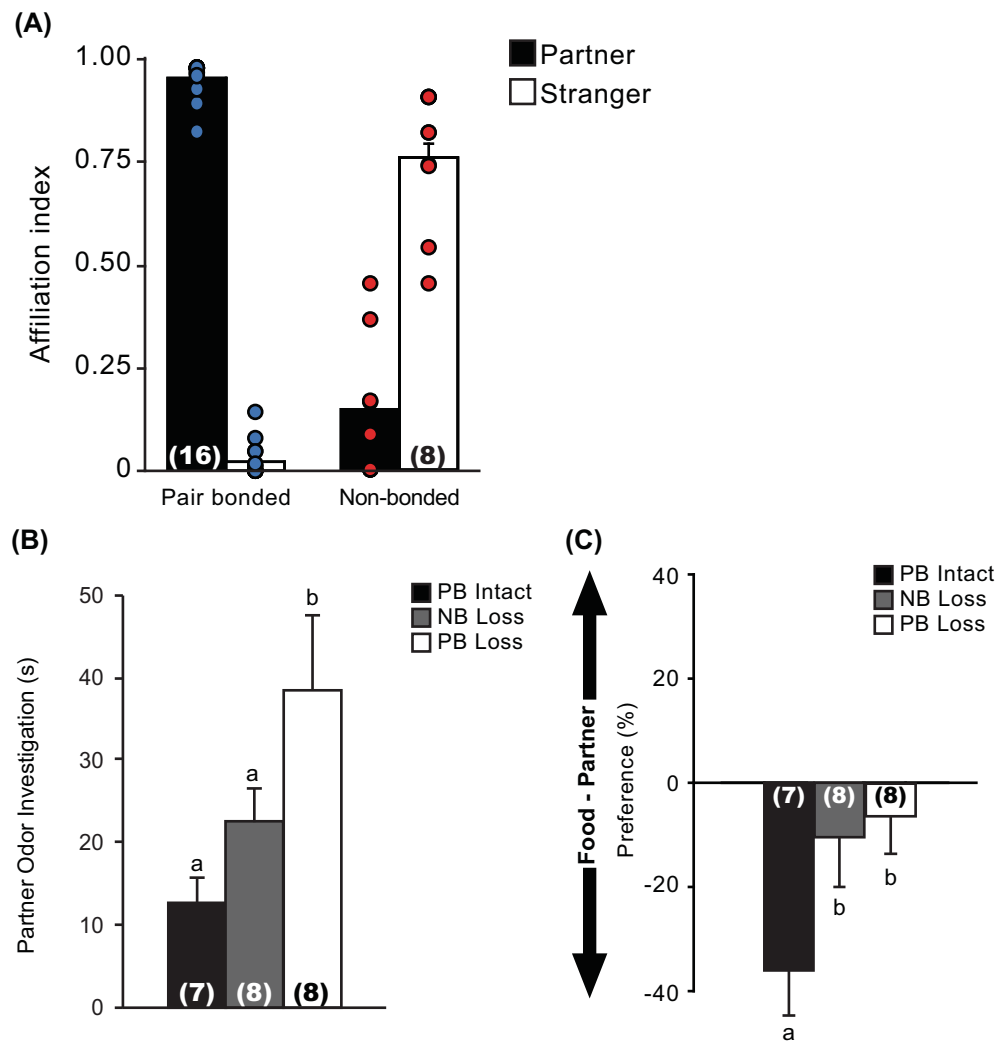 (A)
Partner
Stranger
Affiliation index
1.00
0.75
0.50
0.25
0
(16)
(8)
Pair bonded
Non-bonded
(B)
PB Intact
NB Loss
PB Loss
Partner Odor Investigation (s)
50
40
30
20
10
0
a
a
b
(7)
(8)
(8)
(C)
PB Intact
NB Loss
PB Loss
Food - Partner
Preference (%)
40
20
0
-20
-40
(7)
(8)
(8)
a
b
b